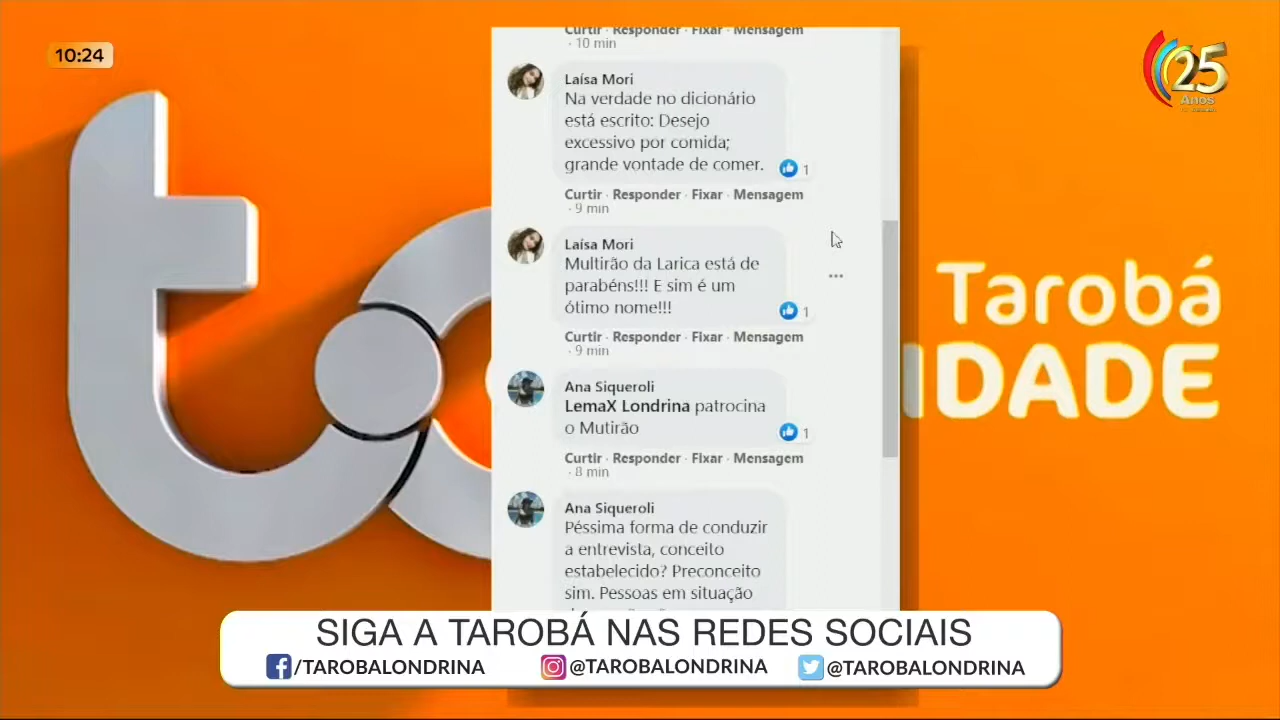 10:24
25
Anos
Curtir · Responder · Fixar · Mensagem
· 10 min
Laísa Mori
Na verdade no dicionário
está escrito: Desejo
excessivo por comida;
grande vontade de comer.
1
Curtir · Responder · Fixar · Mensagem
· 9 min
Laísa Mori
Multirão da Larica está de
parabéns!!! E sim é um
ótimo nome!!!
1
Curtir · Responder · Fixar · Mensagem
· 9 min
Ana Siqueroli
LemaX Londrina patrocina
o Mutirão
1
Curtir · Responder · Fixar · Mensagem
· 8 min
Ana Siqueroli
Péssima forma de conduzir
a entrevista, conceito
estabelecido? Preconceito
sim. Pessoas em situação
Tarobá
IDADE
SIGA A TAROBÁ NAS REDES SOCIAIS
/TAROBALONDRINA @TAROBALONDRINA @TAROBALONDRINA